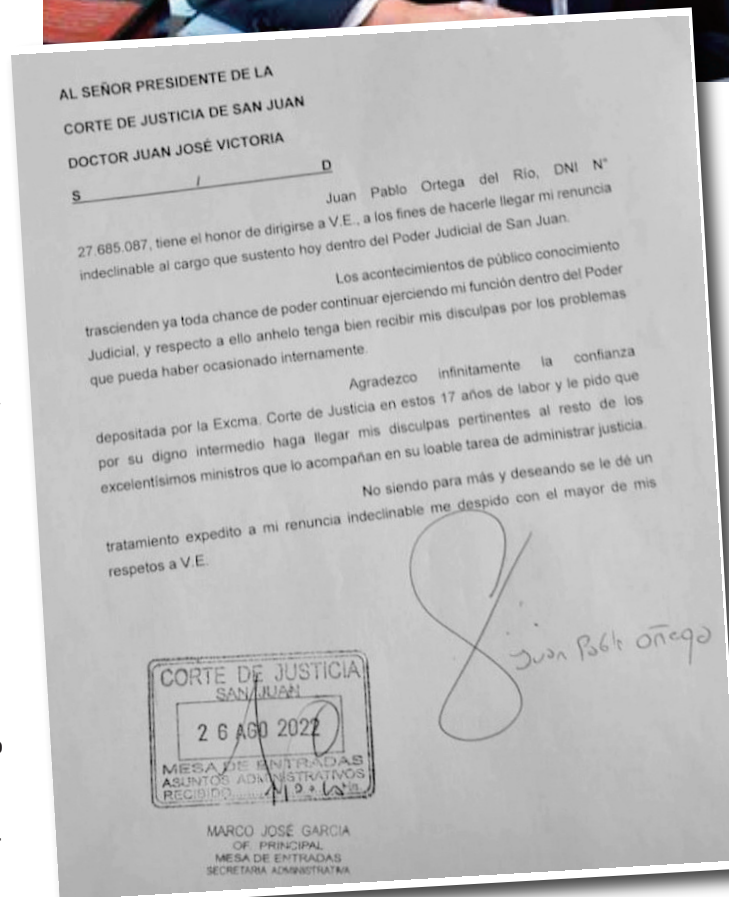 AL SEÑOR PRESIDENTE DE LA
CORTE DE JUSTICIA DE SAN JUAN
DOCTOR JUAN JOSÉ VICTORIA
S / D
Juan Pablo Ortega del Río, DNI N°
27.685.087, tiene el honor de dirigirse a V.E., a los fines de hacerle llegar mi renuncia
indeclinable al cargo que sustento hoy dentro del Poder Judicial de San Juan.
Los acontecimientos de público conocimiento
trascienden ya toda chance de poder continuar ejerciendo mi función dentro del Poder
Judicial, y respecto a ello anhelo tenga bien recibir mis disculpas por los problemas
que pueda haber ocasionado internamente.
Agradezco infinitamente la confianza
depositada por la Excma. Corte de Justicia en estos 17 años de labor y le pido que
por su digno intermedio haga llegar mis disculpas pertinentes al resto de los
excelentísimos ministros que lo acompañan en su loable tarea de administrar justicia.
No siendo para más y deseando se le dé un
tratamiento expedito a mi renuncia indeclinable me despido con el mayor de mis
respetos a V.E.
Juan Pablo
CORTE DE JUSTICIA
SAN JUAN
26 AGO 2022
MESA DE ENTRADAS
ASUNTOS ADMINISTRATIVOS
RECIBIDO
MARCO JOSÉ GARCIA
OF. PRINCIPAL
MESA DE ENTRADAS
SECRETARIA ADMINISTRATIVA